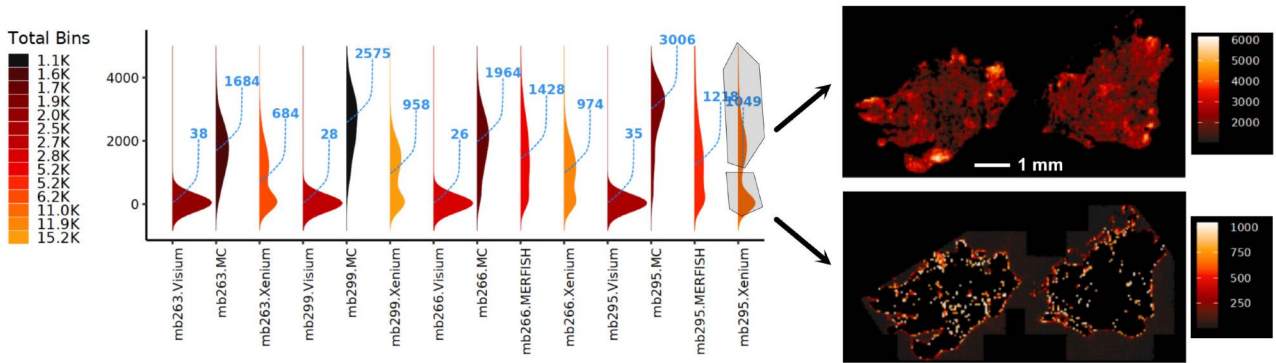 Total Bins
1.1K
1.6K
1.7K
1.9K
2.0K
2.5K
2.8K
5.2K
5.2K
6.2K
11.0K
11.9K
15.2K
4000
2000
0
38
1684
684
28
2575
958
26
1964
1428
974
35
3006
1218
1049
mb263.Visium
mb263.MC
mb263.Xenium
mb299.Visium
mb299.MC
mb299.Xenium
mb266.Visium
mb266.MC
mb266.MERFISH
mb266.Xenium
mb295.Visium
mb295.MC
mb295.MERFISH
mb295.Xenium
1 mm
6000
5000
4000
3000
2000
1000
750
500
250